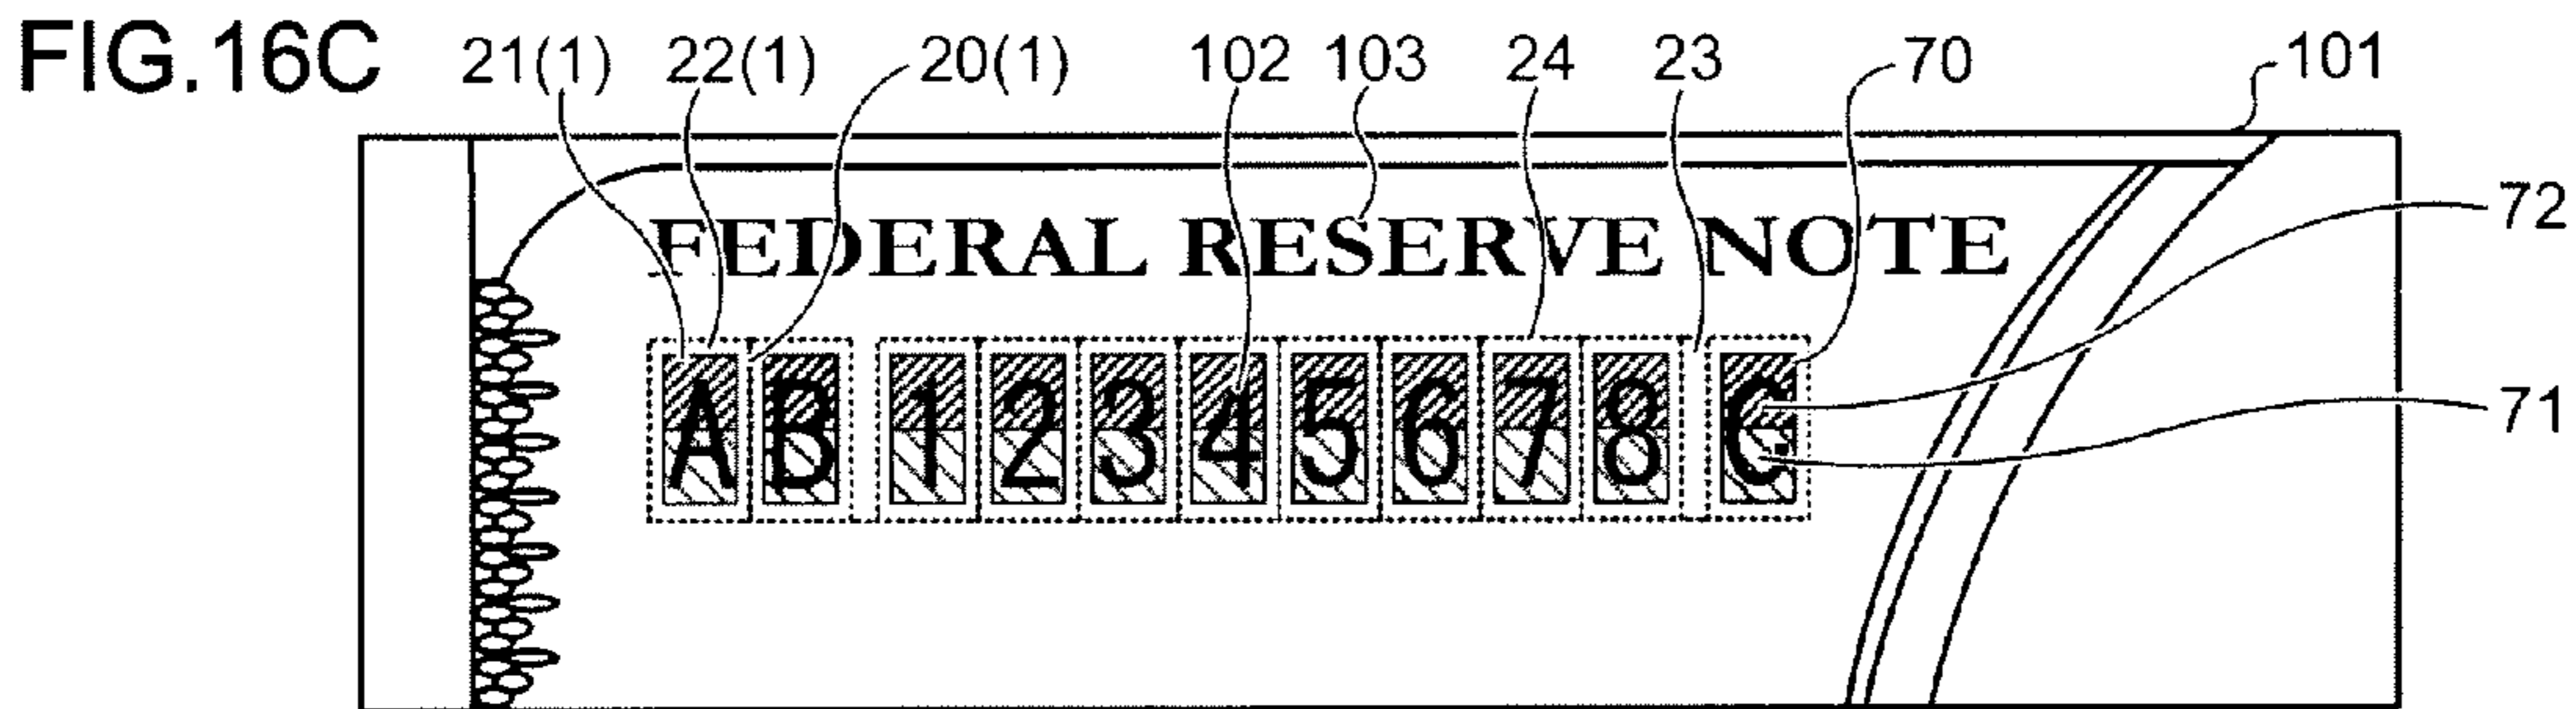 FIG.16C 21(1) 22(1) 20(1) 102 103 24 23 70 101
72
FEDERAL RESERVE NOTE
71
AB 12345678 C